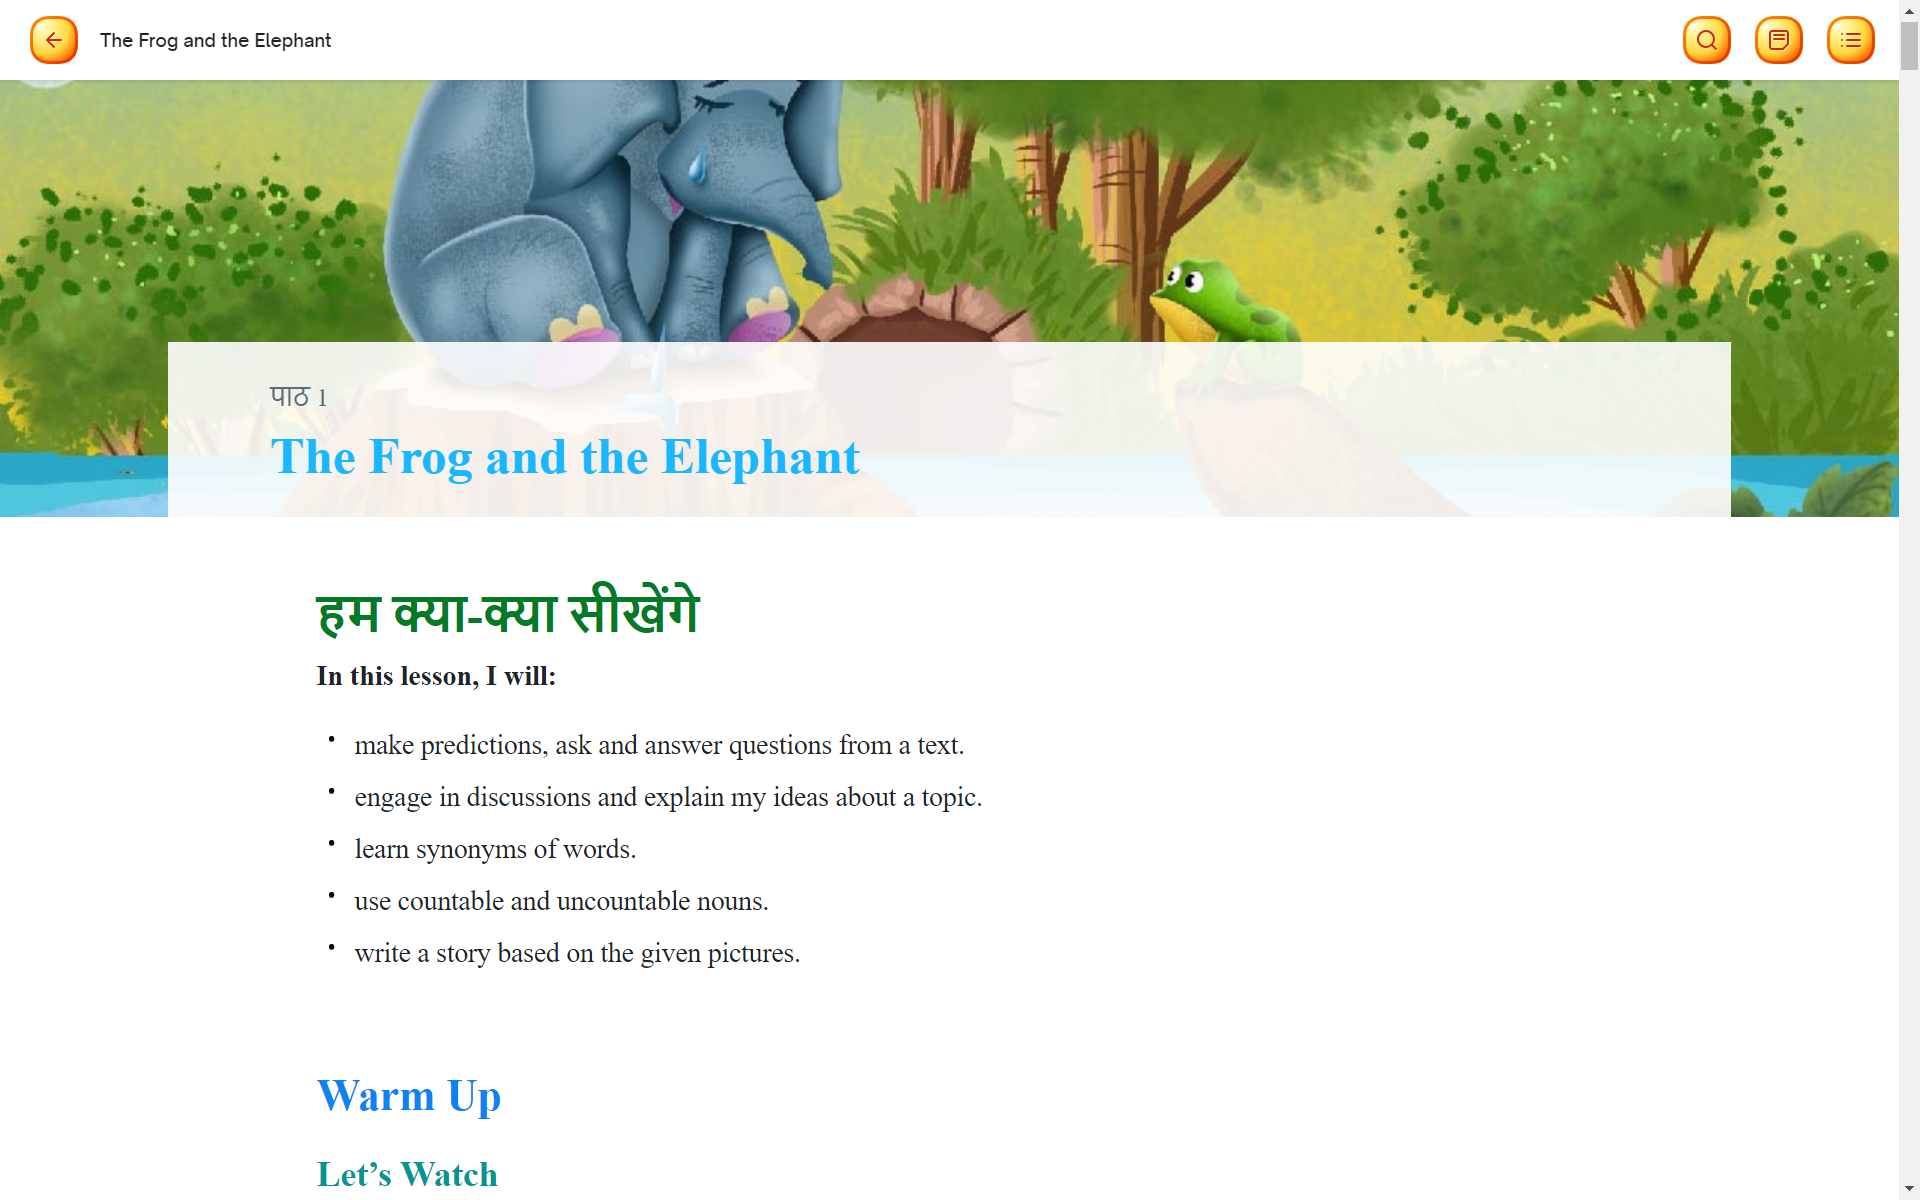 The Frog and the Elephant
पाठ 1
The Frog and the Elephant
हम क्या-क्या सीखेंगे
In this lesson, I will:
• make predictions, ask and answer questions from a text.
• engage in discussions and explain my ideas about a topic.
• learn synonyms of words.
• use countable and uncountable nouns.
• write a story based on the given pictures.
Warm Up
Let’s Watch